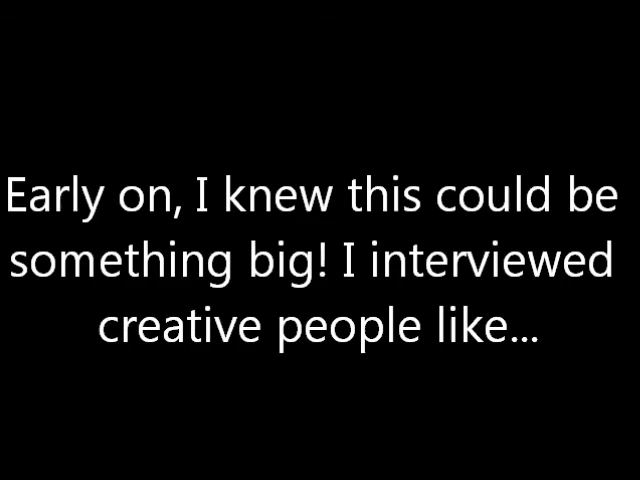 Early on, I knew this could be
something big! I interviewed
creative people like...